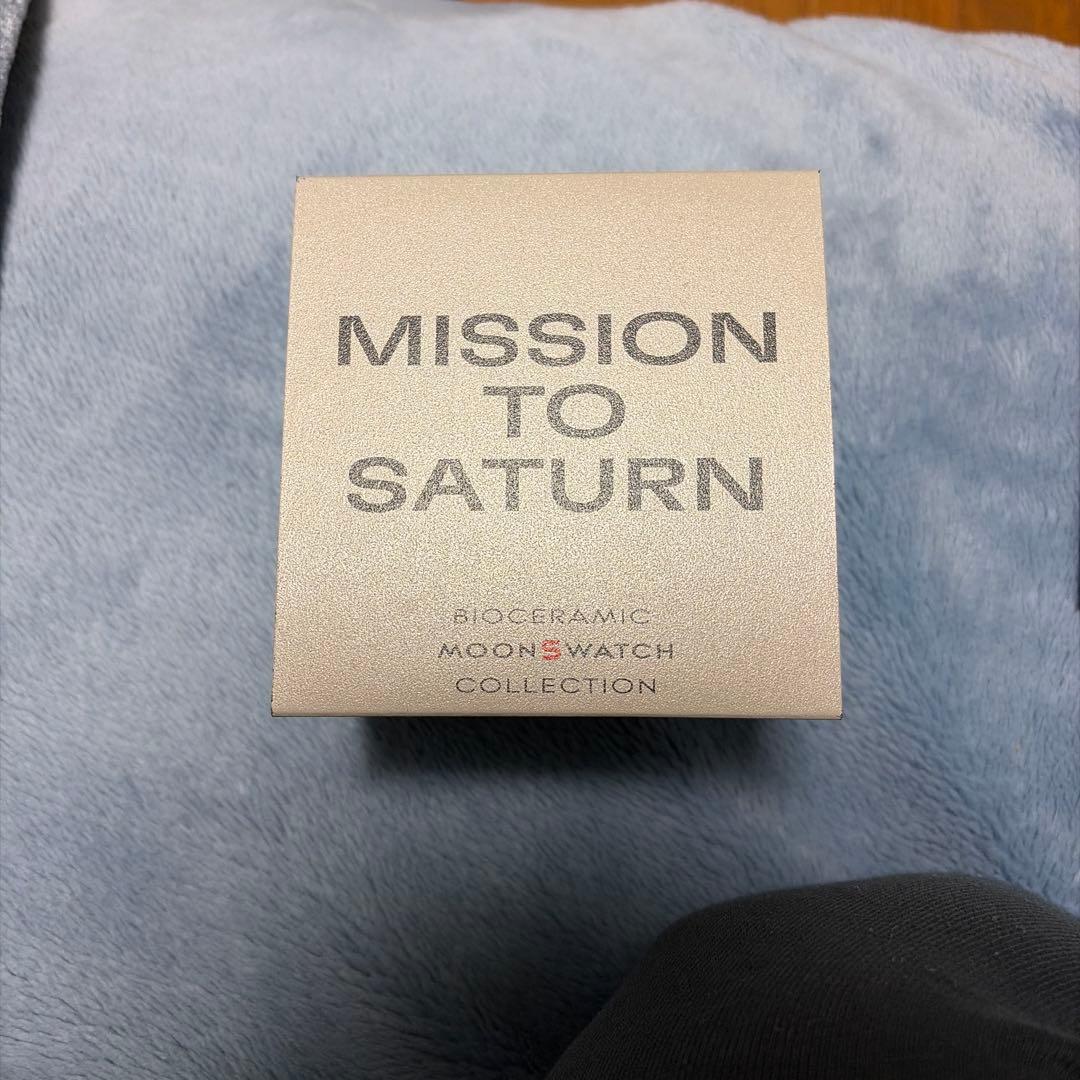 MISSION
TO
SATURN
BIOCERAMIC
MOONSWATCH
COLLECTION